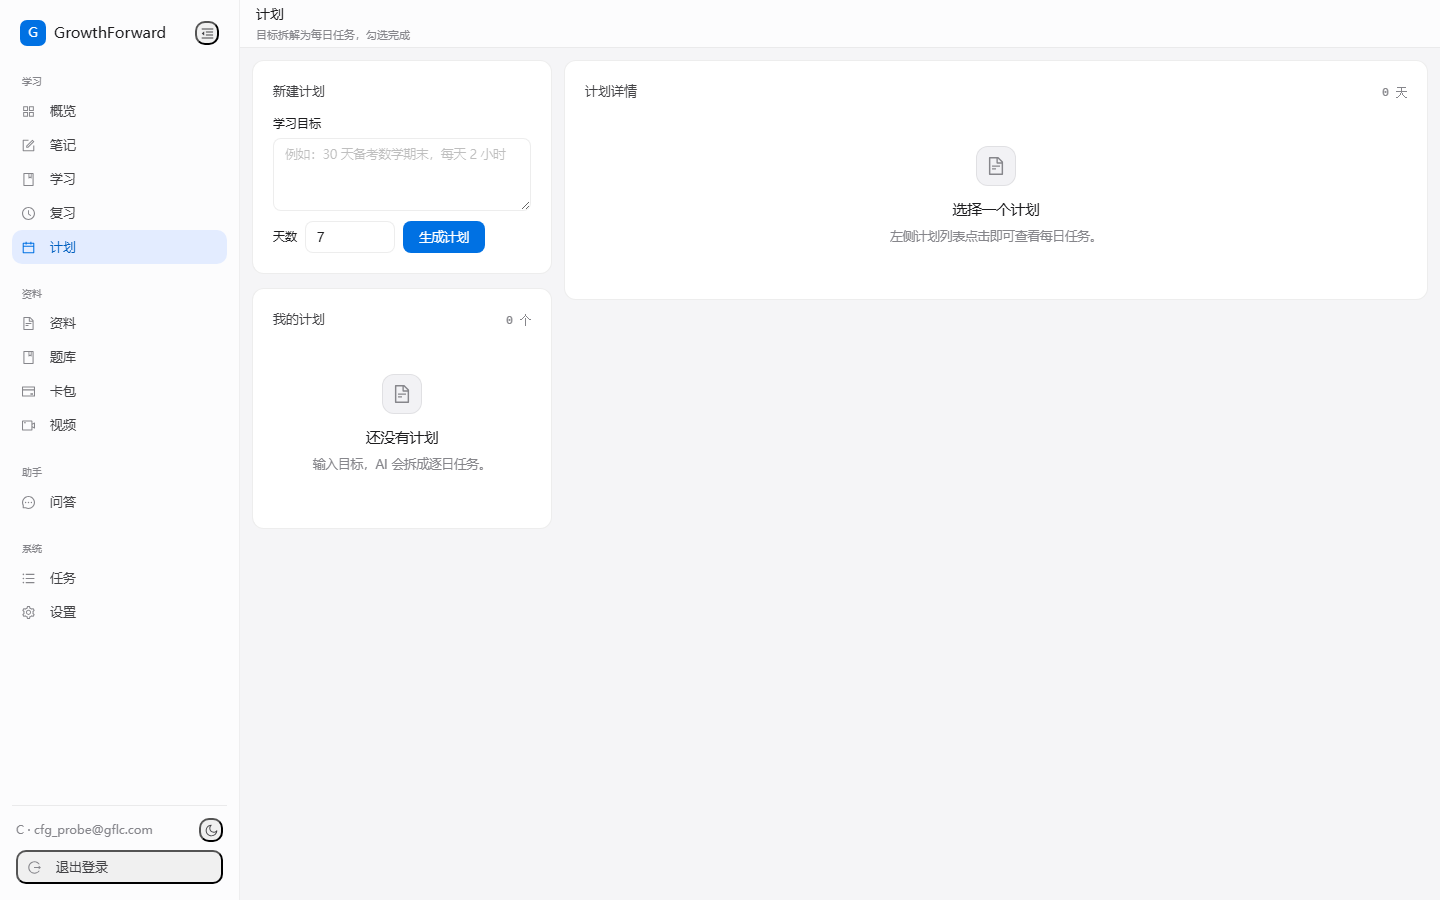 G GrowthForward
学习
概览
笔记
学习
复习
计划
资料
资料
题库
卡包
视频
助手
问答
系统
任务
设置
C · cfg_probe@gflc.com
退出登录
计划
目标拆解为每日任务，勾选完成
新建计划
学习目标
例如：30 天备考数学期末，每天 2 小时
天数 7 生成计划
我的计划 0 个
还没有计划
输入目标，AI 会拆成逐日任务。
计划详情 0 天
选择一个计划
左侧计划列表点击即可查看每日任务。